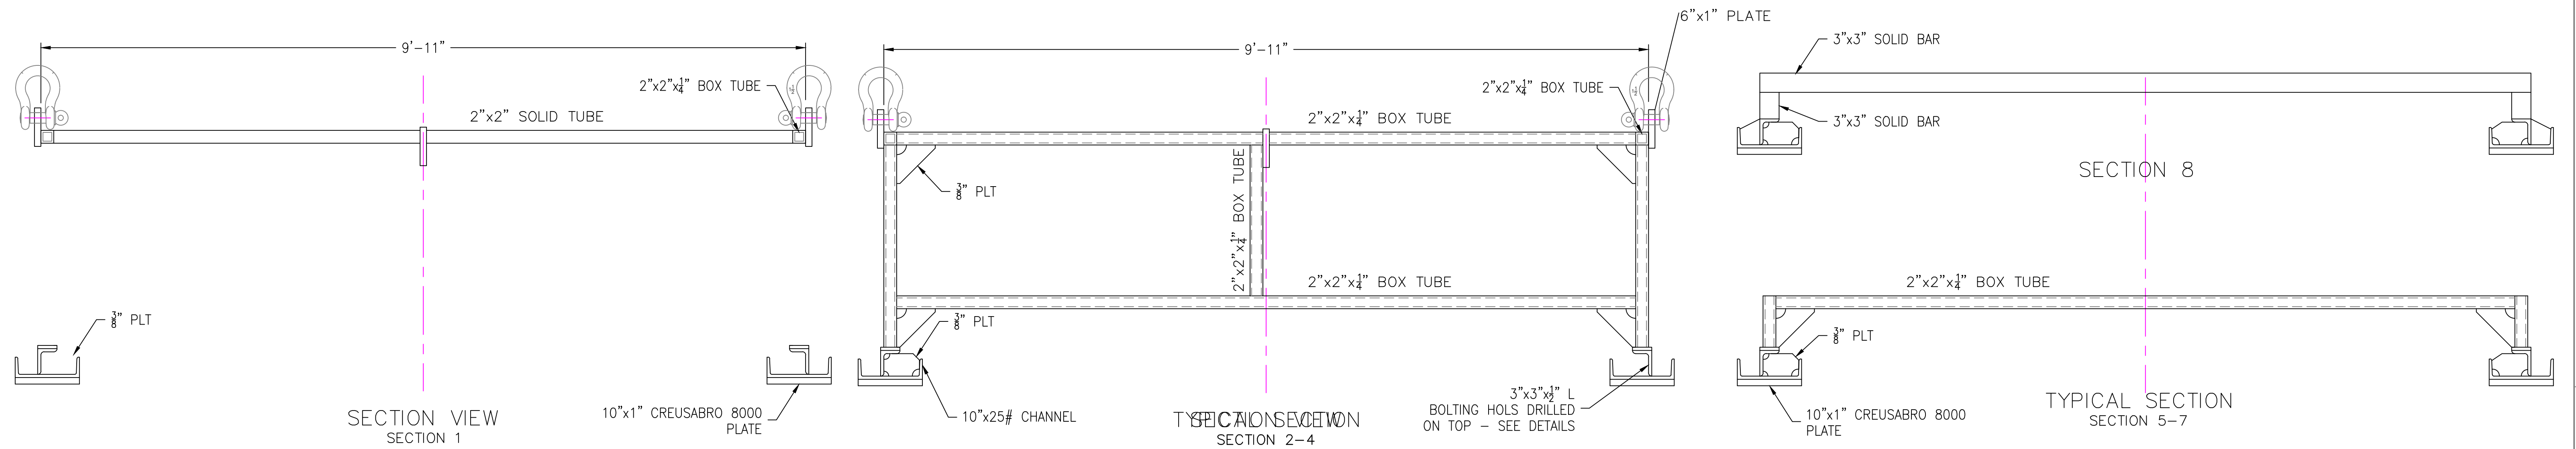 9'-11"
2"x2"x1/4" BOX TUBE
2"x2" SOLID TUBE
3/8" PLT
10"x1" CREUSABRO 8000
PLATE
SECTION VIEW
SECTION 1
6"x1" PLATE
9'-11"
2"x2"x1/4" BOX TUBE
2"x2"x1/4" BOX TUBE
3/8" PLT
2"x2"x1/4" BOX TUBE
2"x2"x1/4" BOX TUBE
3/8" PLT
10"x25# CHANNEL
3"x3"x1/2" L
BOLTING HOLS DRILLED
ON TOP – SEE DETAILS
TYPICAL SECTION
SECTION VIEW
SECTION 2–4
3"x3" SOLID BAR
3"x3" SOLID BAR
SECTION 8
2"x2"x1/4" BOX TUBE
3/8" PLT
10"x1" CREUSABRO 8000
PLATE
TYPICAL SECTION
SECTION 5–7